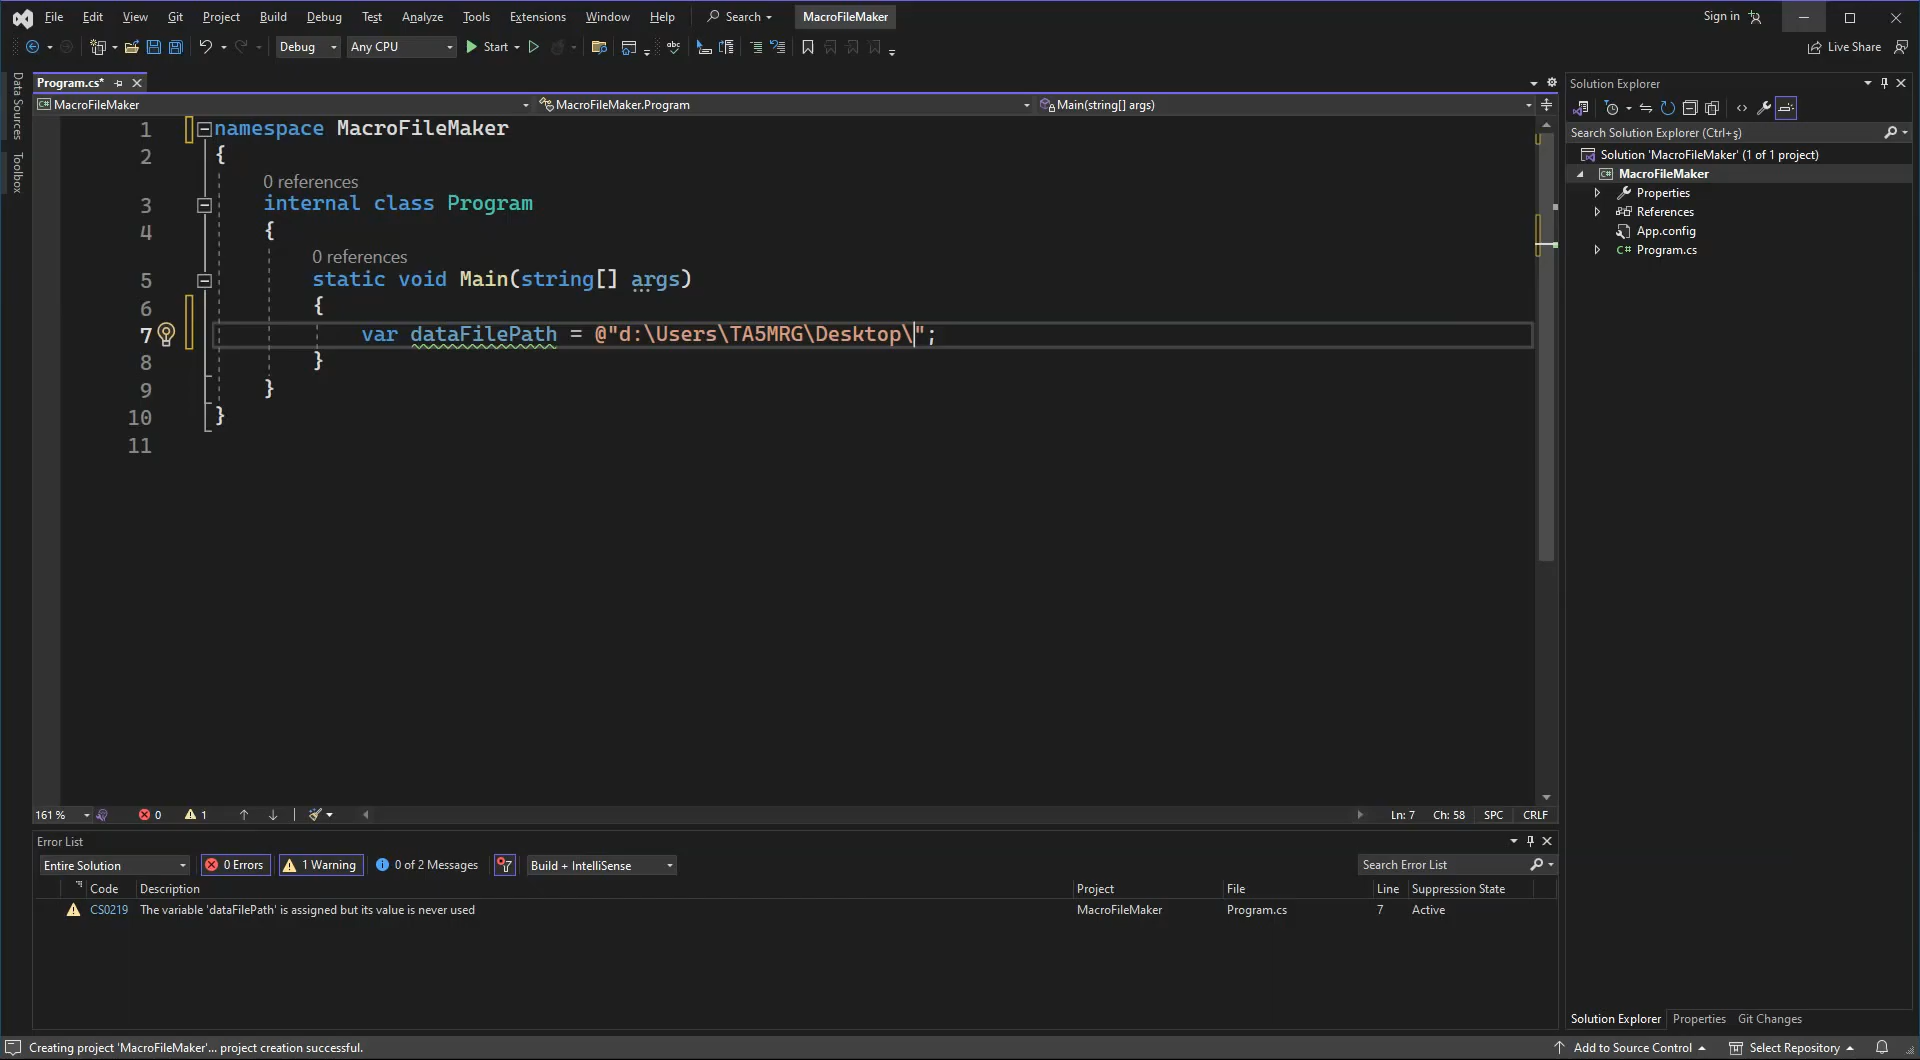 File Edit View Git Project Build Debug Test Analyze Tools Extensions Window Help Search MacroFileMaker Sign in
Debug Any CPU Start Live Share
Data Sources
Toolbox
Program.cs*
MacroFileMaker MacroFileMaker.Program Main(string[] args)
1 namespace MacroFileMaker
2 {
0 references
3 internal class Program
4 {
0 references
5 static void Main(string[] args)
6 {
7 var dataFilePath = @"d:\Users\TA5MRG\Desktop\";
8 }
9 }
10 }
11
161 % 0 1 Ln: 7 Ch: 58 SPC CRLF
Error List
Entire Solution 0 Errors 1 Warning 0 of 2 Messages Build + IntelliSense Search Error List
Code Description Project File Line Suppression State
CS0219 The variable 'dataFilePath' is assigned but its value is never used MacroFileMaker Program.cs 7 Active
Solution Explorer
Search Solution Explorer (Ctrl+ş)
Solution 'MacroFileMaker' (1 of 1 project)
MacroFileMaker
Properties
References
App.config
Program.cs
Solution Explorer Properties Git Changes
Creating project 'MacroFileMaker'... project creation successful. Add to Source Control Select Repository